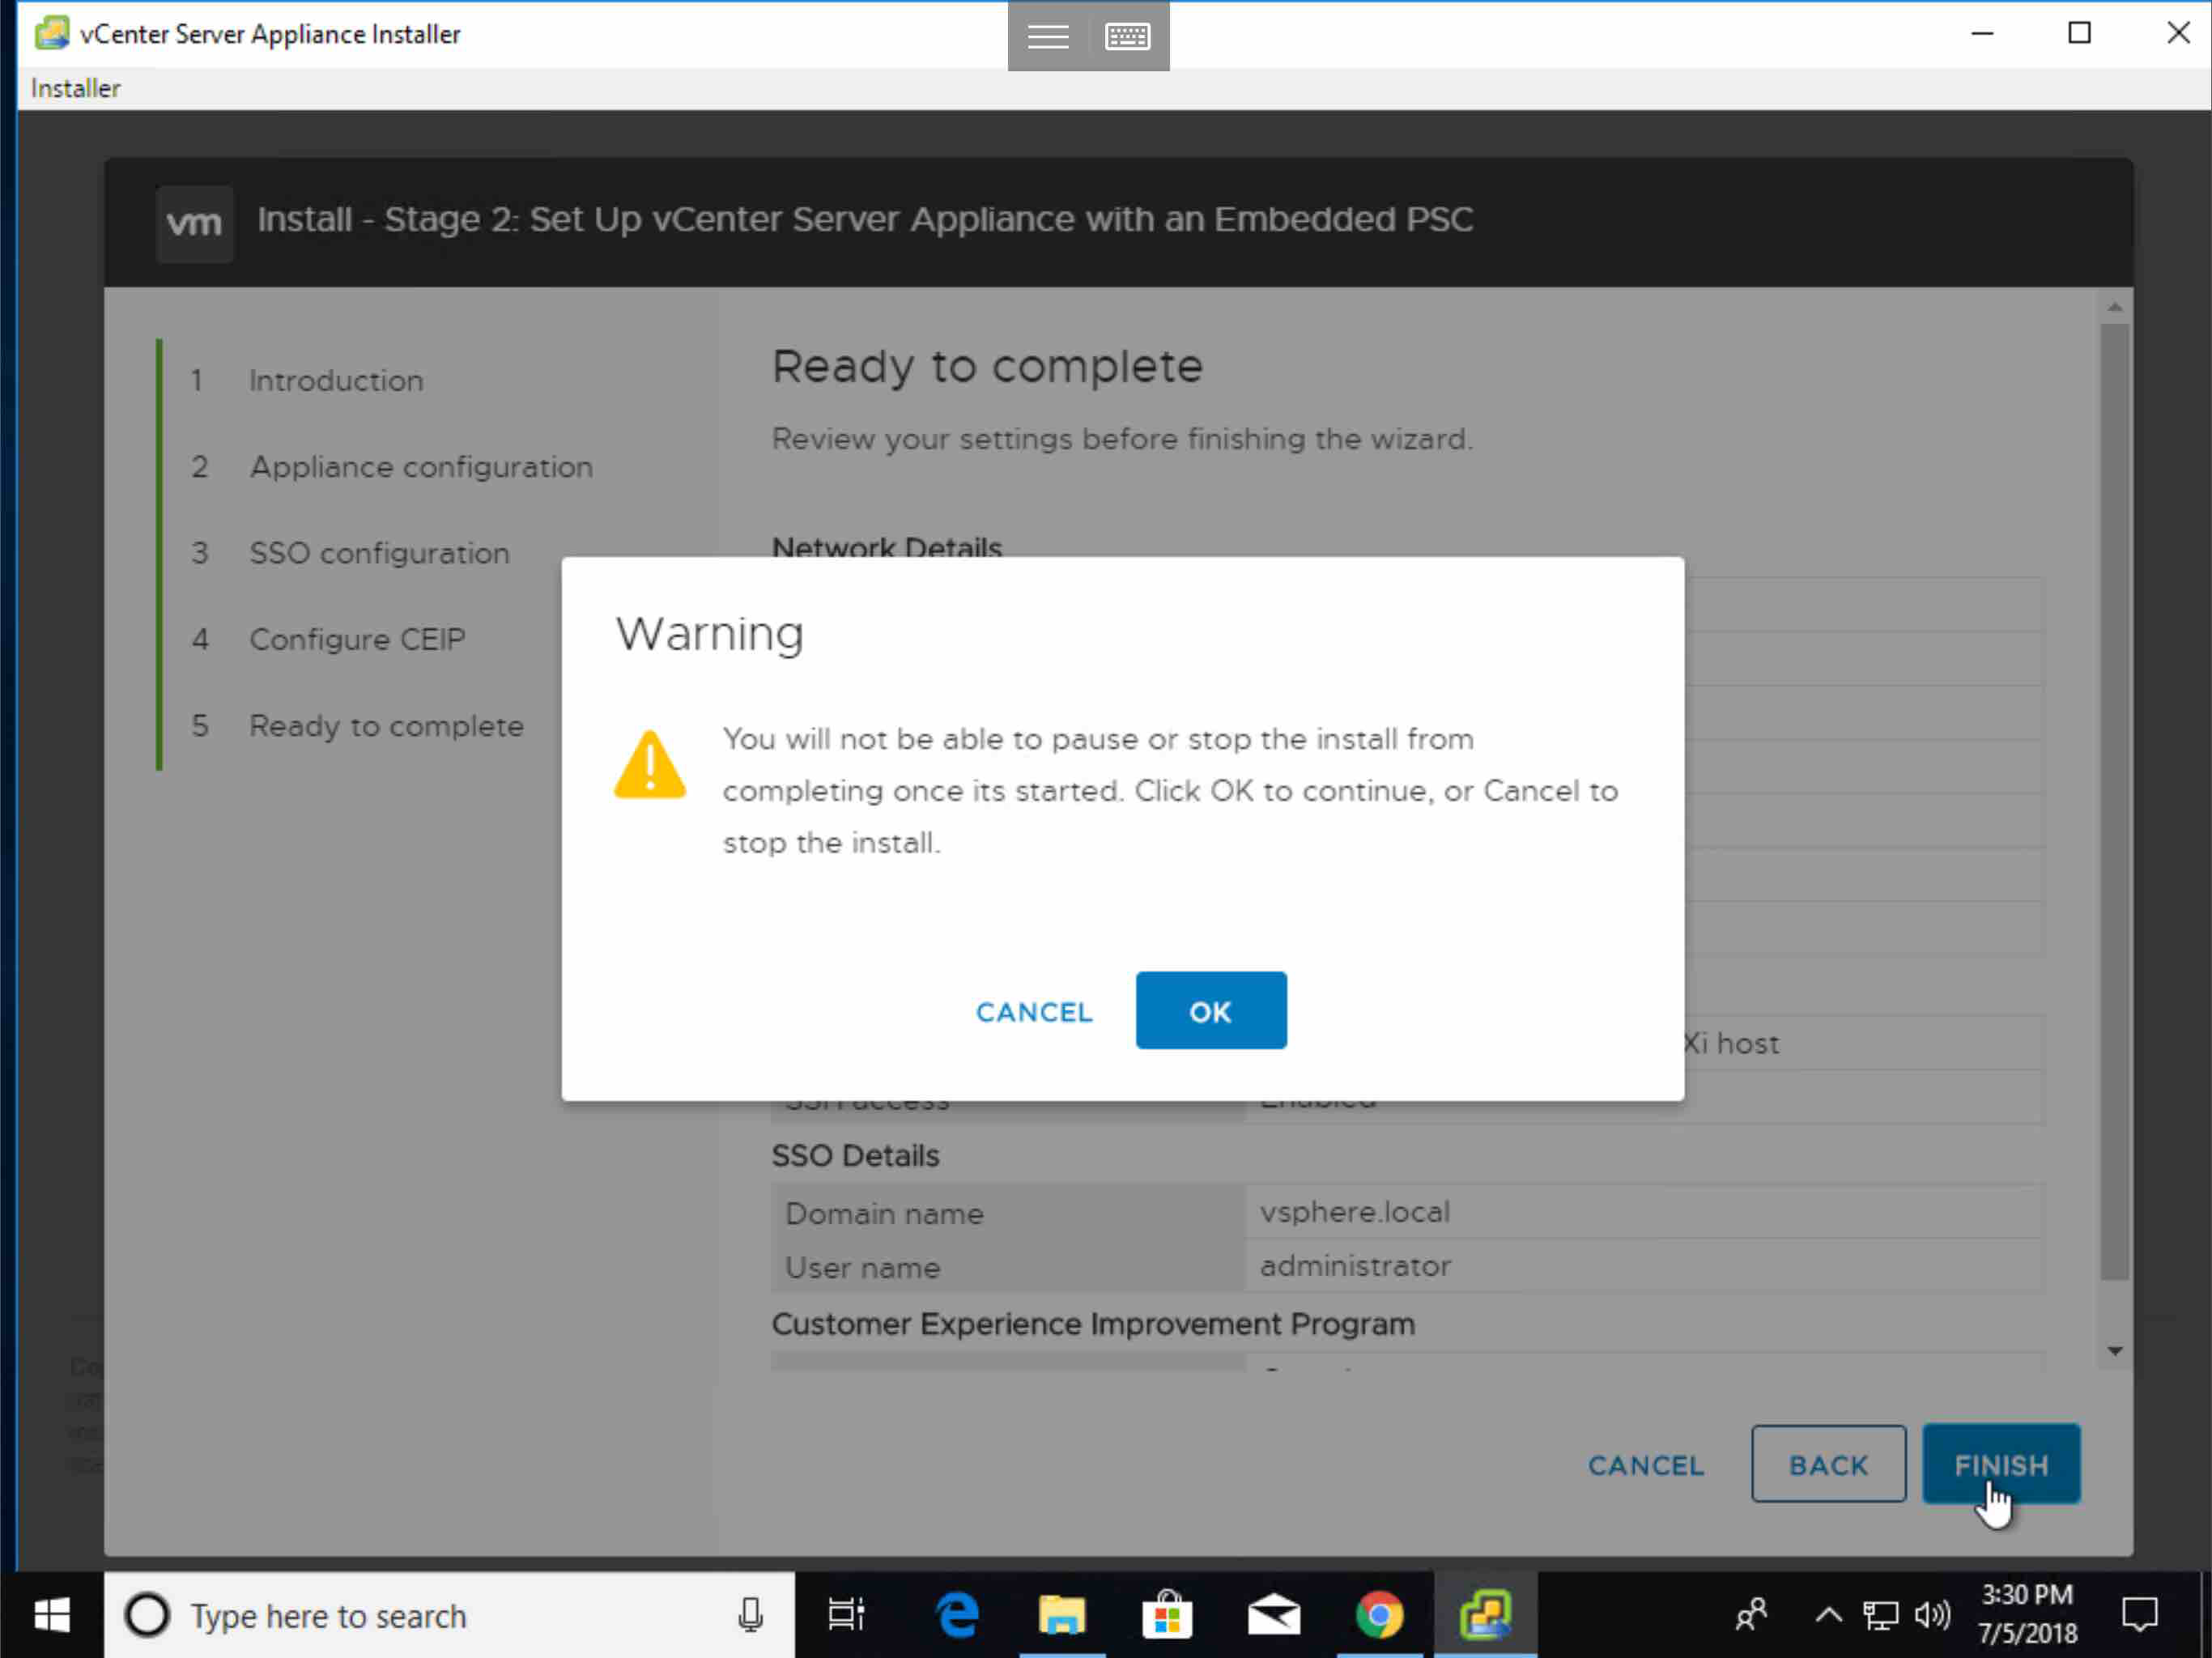 vCenter Server Appliance Installer
Installer
vm
Install - Stage 2: Set Up vCenter Server Appliance with an Embedded PSC
1 Introduction
2 Appliance configuration
3 SSO configuration
4 Configure CEIP
5 Ready to complete
Ready to complete
Review your settings before finishing the wizard.
Network Details
Warning
You will not be able to pause or stop the install from
completing once its started. Click OK to continue, or Cancel to
stop the install.
CANCEL
OK
Xi host
SSH access Enabled
SSO Details
Domain name vsphere.local
User name administrator
Customer Experience Improvement Program
CANCEL
BACK
FINISH
Type here to search
3:30 PM
7/5/2018